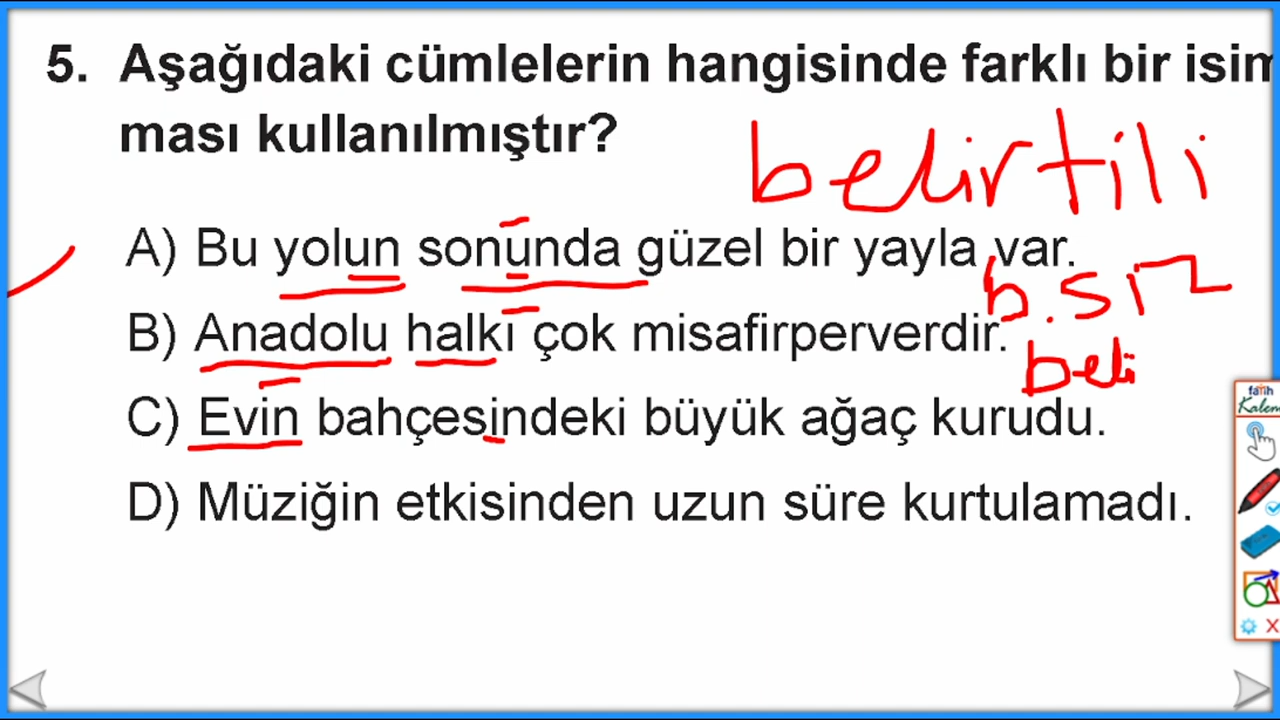 5. Aşağıdaki cümlelerin hangisinde farklı bir isim
ması kullanılmıştır?
belirtili
A) Bu yolun sonunda güzel bir yayla var.
b.siz
B) Anadolu halkı çok misafirperverdir.
beli
C) Evin bahçesindeki büyük ağaç kurudu.
D) Müziğin etkisinden uzun süre kurtulamadı.
fatih
Kalem